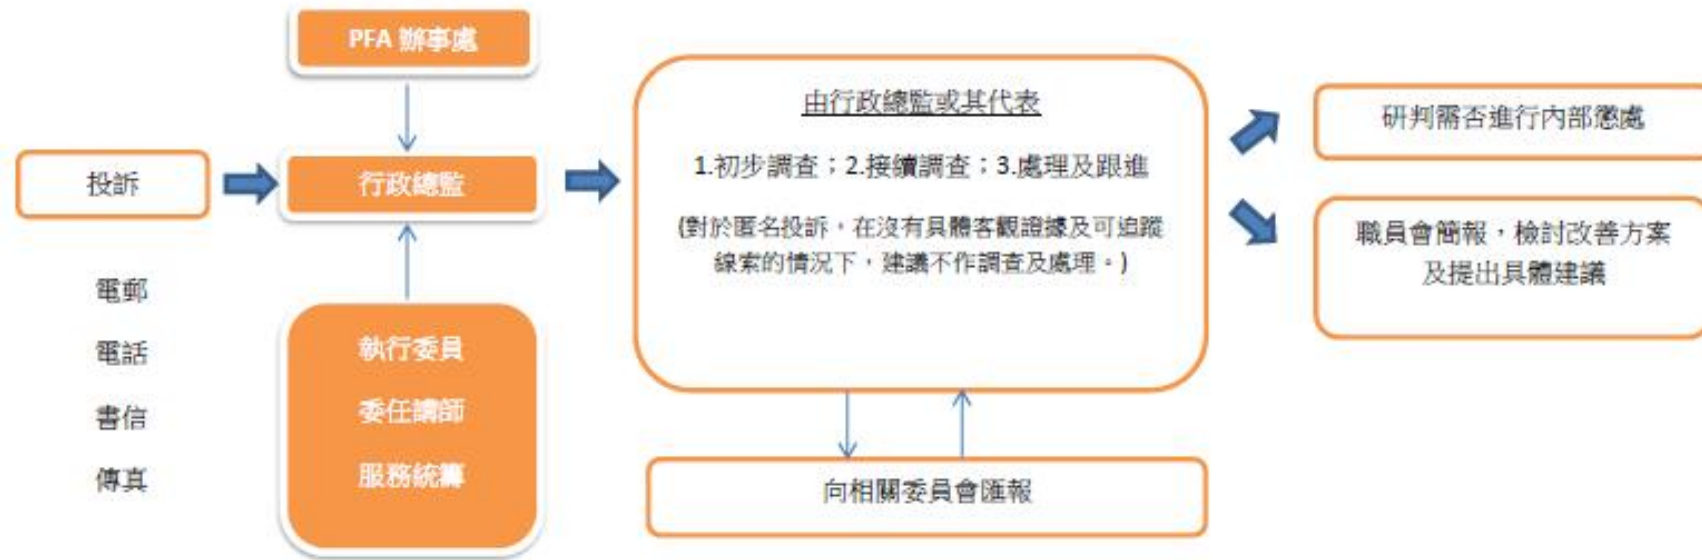 PFA 辦事處
投訴
電郵
電話
書信
傳真
行政總監
執行委員
委任講師
服務統籌
由行政總監或其代表
1.初步調查；2.接續調查；3.處理及跟進
(對於匿名投訴，在沒有具體客觀證據及可追蹤
線索的情況下，建議不作調查及處理。)
向相關委員會匯報
研判需否進行內部懲處
職員會簡報，檢討改善方案
及提出具體建議